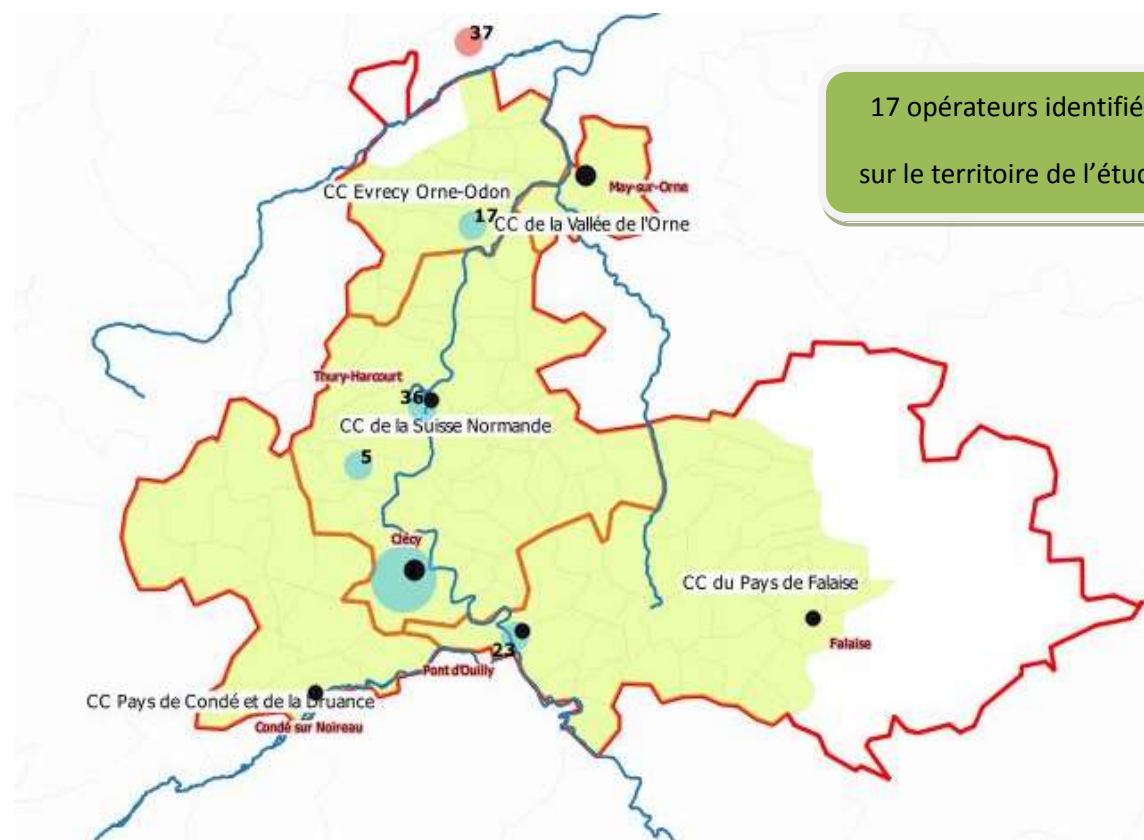 37
17 opérateurs identifié
sur le territoire de l'étud
May-sur-Orne
CC Evrecy Orne-Odon
17
CC de la Vallée de l'Orne
Thury-Harcourt
36
CC de la Suisse Normande
5
Clécy
CC du Pays de Falaise
Falaise
23
Pont d'Ouilly
CC Pays de Condé et de la Druance
Condé sur Noireau